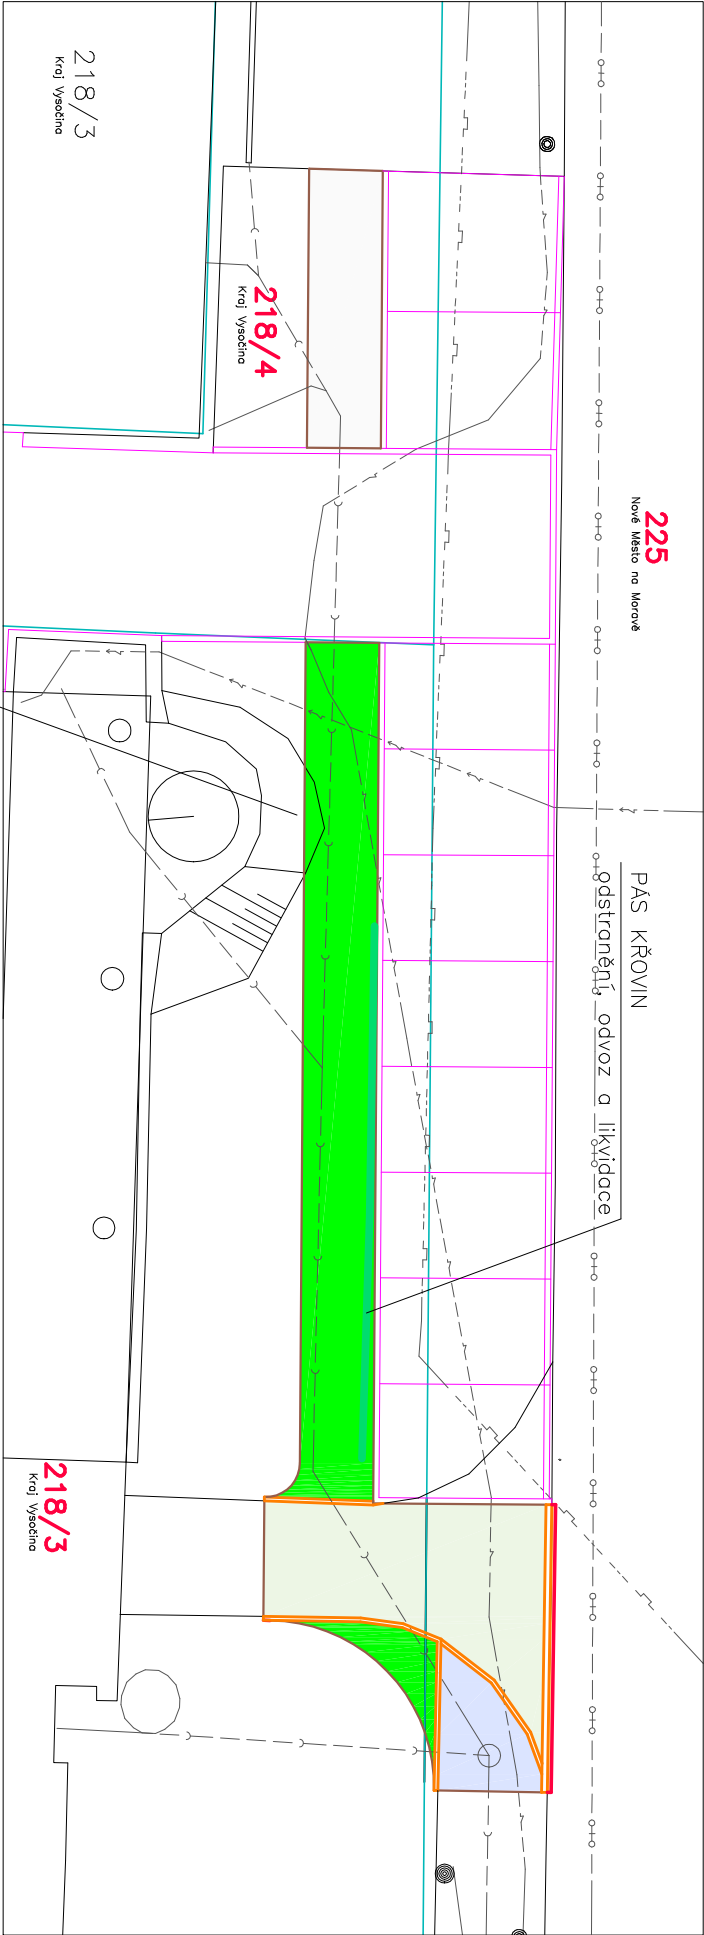 218/3
Kraj Vysočina
218/4
Kraj Vysočina
225
Nové Město na Moravě
PÁS KŘOVIN
odstranění, odvoz a likvidace
218/3
Kraj Vysočina